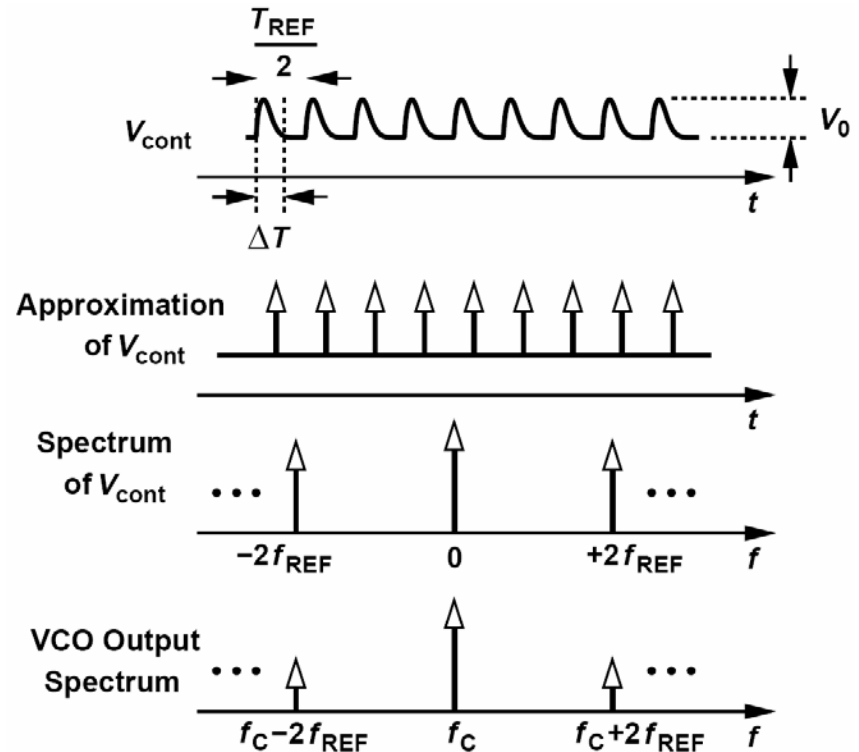 T_REF
2
V_cont
V_0
t
ΔT
Approximation
of V_cont
t
Spectrum
of V_cont
• • •
• • •
−2f_REF 0 +2f_REF f
VCO Output
Spectrum
• • •
• • •
f_C−2f_REF f_C f_C+2f_REF f